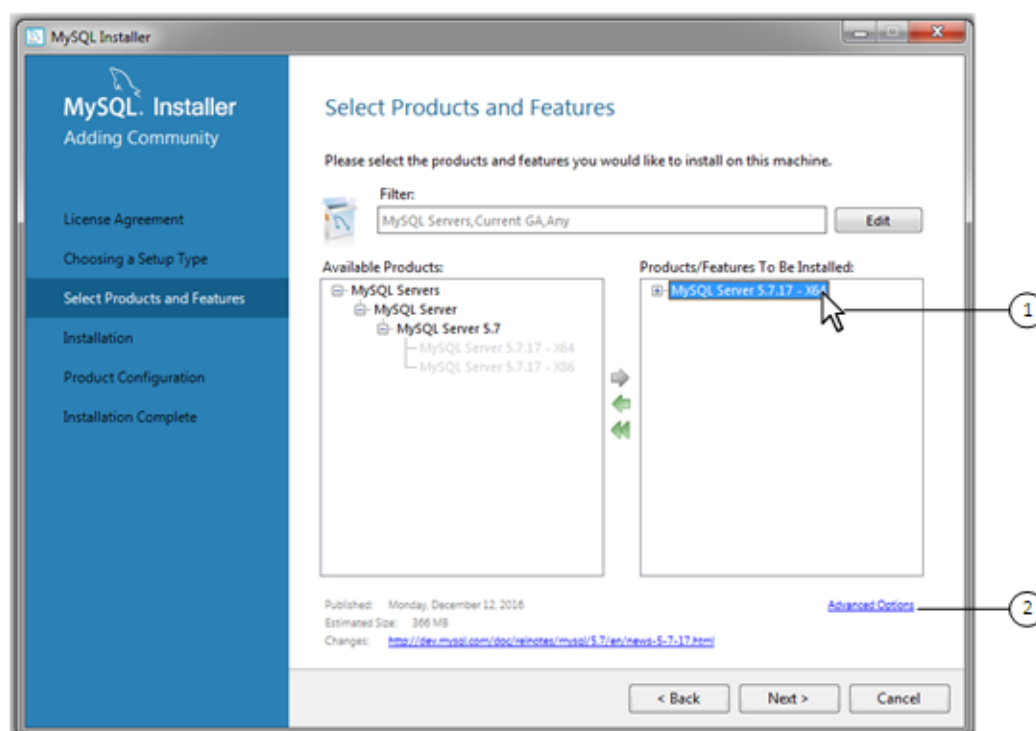 MySQL Installer
MySQL. Installer
Adding Community
License Agreement
Choosing a Setup Type
Select Products and Features
Installation
Product Configuration
Installation Complete
Select Products and Features
Please select the products and features you would like to install on this machine.
Filter:
MySQL Servers,Current GA,Any
Edit
Available Products:
MySQL Servers
MySQL Server
MySQL Server 5.7
MySQL Server 5.7.17 - X64
MySQL Server 5.7.17 - X86
Products/Features To Be Installed:
MySQL Server 5.7.17 - X64
1
Published: Monday, December 12, 2016
Estimated Size: 366 MB
Changes: http://dev.mysql.com/doc/relnotes/mysql/5.7/en/news-5-7-17.html
Advanced Options
2
< Back
Next >
Cancel